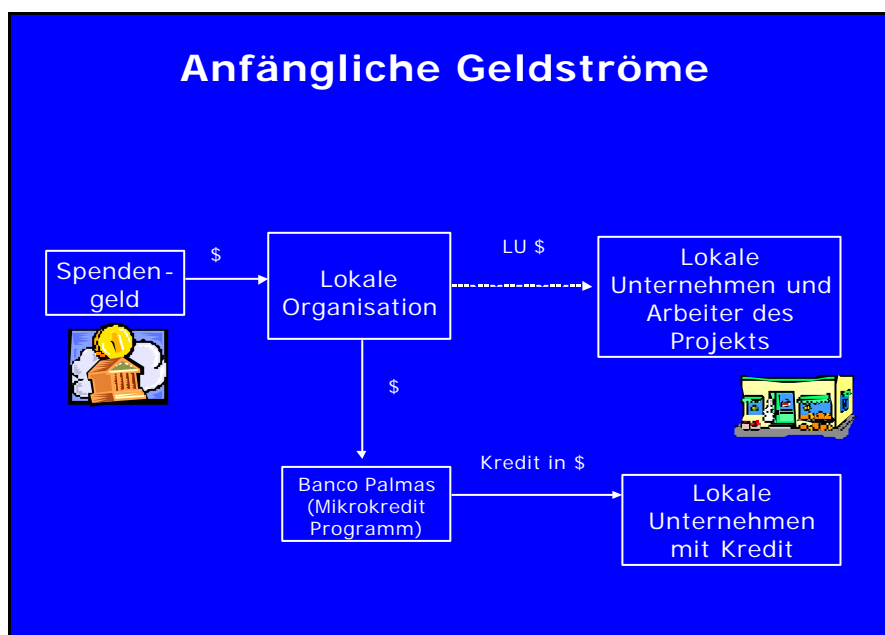 Anfängliche Geldströme
Spenden-
geld
$
Lokale
Organisation
LU $
Lokale
Unternehmen und
Arbeiter des
Projekts
$
Banco Palmas
(Mikrokredit
Programm)
Kredit in $
Lokale
Unternehmen
mit Kredit